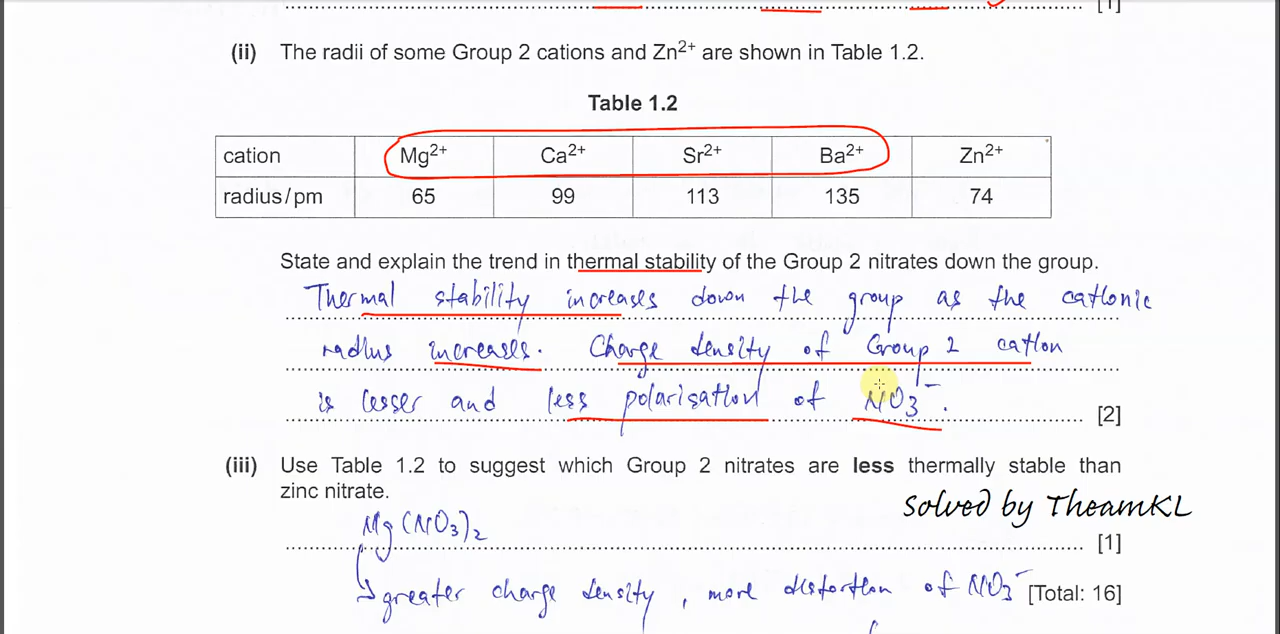 [1]
(ii) The radii of some Group 2 cations and Zn²⁺ are shown in Table 1.2.
Table 1.2
cation Mg²⁺ Ca²⁺ Sr²⁺ Ba²⁺ Zn²⁺
radius/pm 65 99 113 135 74
State and explain the trend in thermal stability of the Group 2 nitrates down the group.
Thermal stability increases down the group as the cationic
radius increases. Charge density of Group 2 cation
is lesser and less polarisation of NO₃⁻.
[2]
(iii) Use Table 1.2 to suggest which Group 2 nitrates are less thermally stable than
zinc nitrate.
Solved by TheamKL
Mg(NO₃)₂
[1]
↳ greater charge density, more distortion of NO₃⁻ [Total: 16]